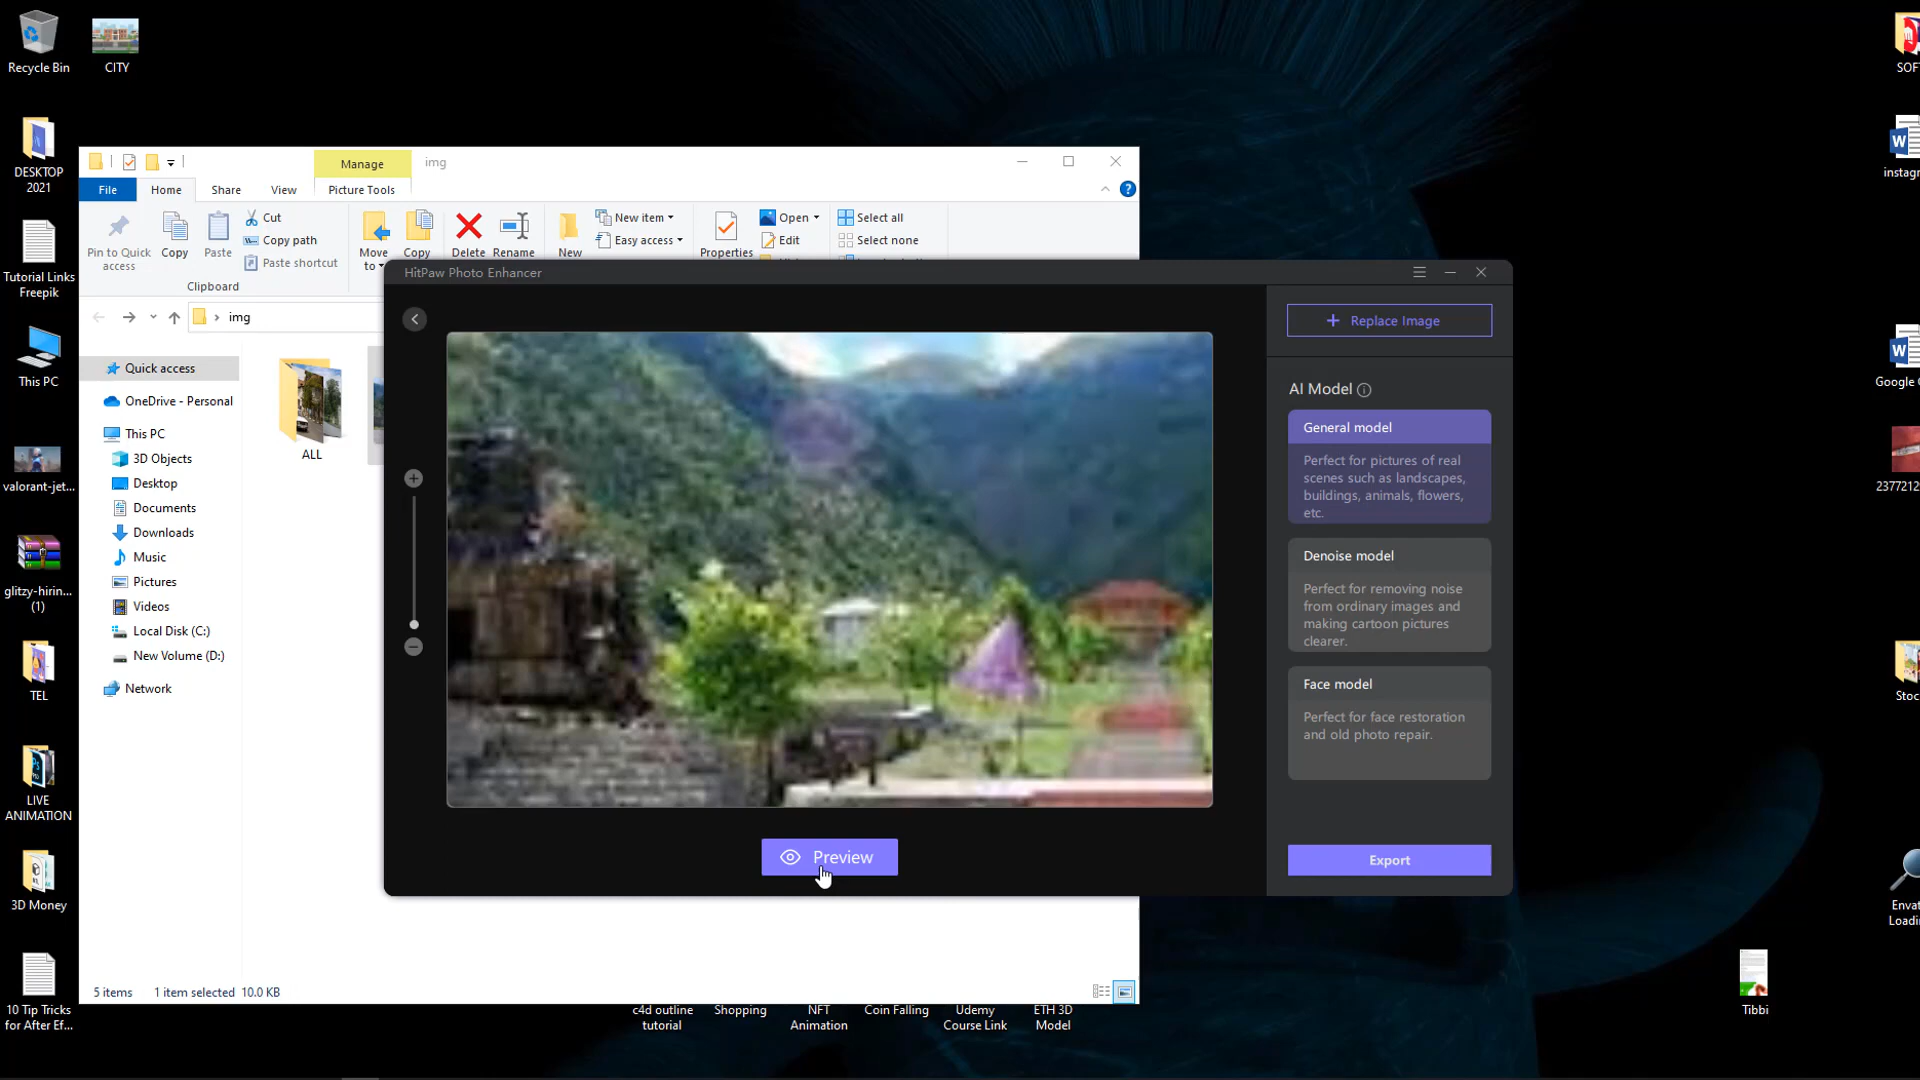 Recycle Bin
CITY
DESKTOP
2021
Tutorial Links
Freepik
This PC
valorant-jet...
glitzy-hirin...
(1)
TEL
LIVE
ANIMATION
3D Money
10 Tip Tricks
for After Ef...
Manage
img
File
Home
Share
View
Picture Tools
Pin to Quick
access
Copy
Paste
Cut
Copy path
Paste shortcut
Clipboard
Move
to
Copy
Delete
Rename
New
New item
Easy access
Properties
Open
Edit
Select all
Select none
img
Quick access
OneDrive - Personal
This PC
3D Objects
Desktop
Documents
Downloads
Music
Pictures
Videos
Local Disk (C:)
New Volume (D:)
Network
ALL
5 items
1 item selected
10.0 KB
HitPaw Photo Enhancer
Replace Image
AI Model
General model
Perfect for pictures of real
scenes such as landscapes,
buildings, animals, flowers,
etc.
Denoise model
Perfect for removing noise
from ordinary images and
making cartoon pictures
clearer.
Face model
Perfect for face restoration
and old photo repair.
Preview
Export
c4d outline
tutorial
Shopping
NFT
Animation
Coin Falling
Udemy
Course Link
ETH 3D
Model
Tibbi
SOF
instagr
Google
2377212
Stoc
Envat
Loadi